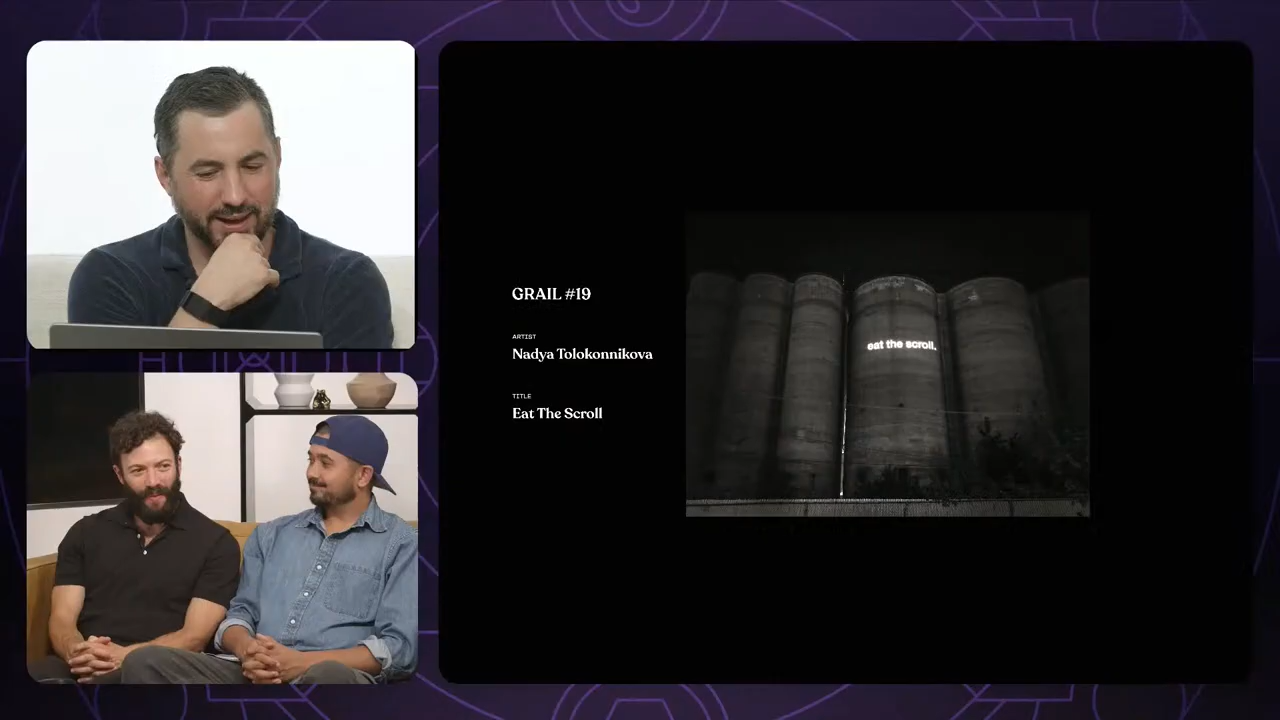 GRAIL #19
ARTIST
Nadya Tolokonnikova
TITLE
Eat The Scroll
eat the scroll.